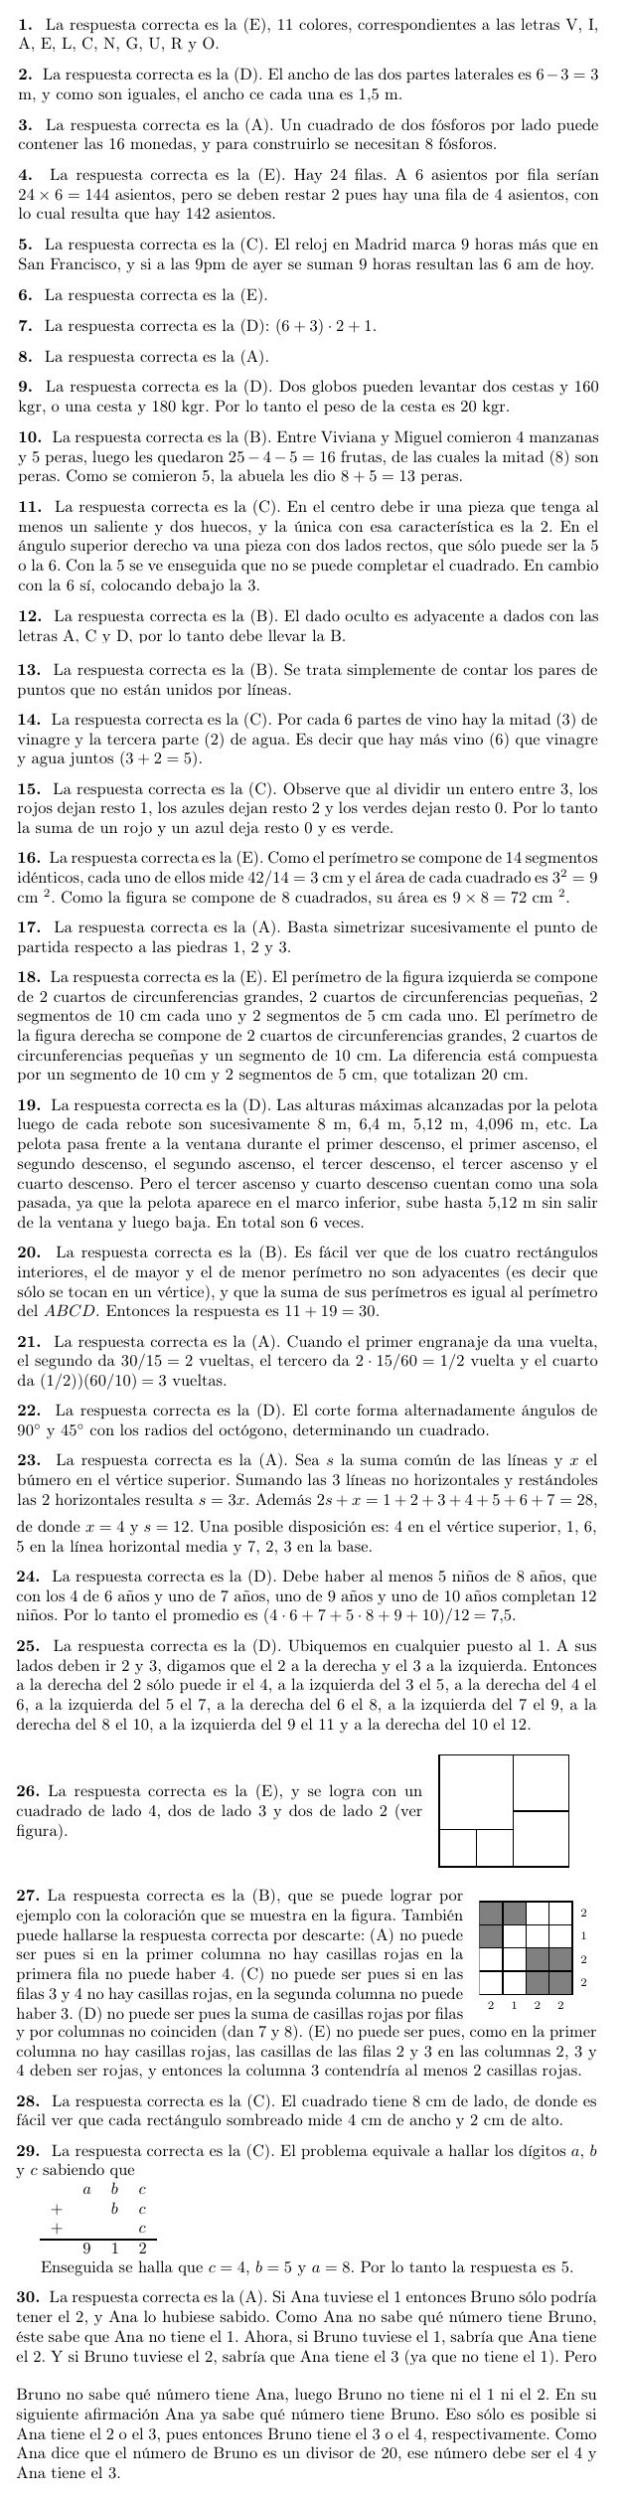 1. La respuesta correcta es la (E), 11 colores, correspondientes a las letras V, I,
A, E, L, C, N, G, U, R y O.
2. La respuesta correcta es la (D). El ancho de las dos partes laterales es 6 − 3 = 3
m, y como son iguales, el ancho ce cada una es 1,5 m.
3. La respuesta correcta es la (A). Un cuadrado de dos fósforos por lado puede
contener las 16 monedas, y para construirlo se necesitan 8 fósforos.
4. La respuesta correcta es la (E). Hay 24 filas. A 6 asientos por fila serían
24 × 6 = 144 asientos, pero se deben restar 2 pues hay una fila de 4 asientos, con
lo cual resulta que hay 142 asientos.
5. La respuesta correcta es la (C). El reloj en Madrid marca 9 horas más que en
San Francisco, y si a las 9pm de ayer se suman 9 horas resultan las 6 am de hoy.
6. La respuesta correcta es la (E).
7. La respuesta correcta es la (D): (6 + 3) · 2 + 1.
8. La respuesta correcta es la (A).
9. La respuesta correcta es la (D). Dos globos pueden levantar dos cestas y 160
kgr, o una cesta y 180 kgr. Por lo tanto el peso de la cesta es 20 kgr.
10. La respuesta correcta es la (B). Entre Viviana y Miguel comieron 4 manzanas
y 5 peras, luego les quedaron 25 − 4 − 5 = 16 frutas, de las cuales la mitad (8) son
peras. Como se comieron 5, la abuela les dio 8 + 5 = 13 peras.
11. La respuesta correcta es la (C). En el centro debe ir una pieza que tenga al
menos un saliente y dos huecos, y la única con esa característica es la 2. En el
ángulo superior derecho va una pieza con dos lados rectos, que sólo puede ser la 5
o la 6. Con la 5 se ve enseguida que no se puede completar el cuadrado. En cambio
con la 6 sí, colocando debajo la 3.
12. La respuesta correcta es la (B). El dado oculto es adyacente a dados con las
letras A, C y D, por lo tanto debe llevar la B.
13. La respuesta correcta es la (B). Se trata simplemente de contar los pares de
puntos que no están unidos por líneas.
14. La respuesta correcta es la (C). Por cada 6 partes de vino hay la mitad (3) de
vinagre y la tercera parte (2) de agua. Es decir que hay más vino (6) que vinagre
y agua juntos (3 + 2 = 5).
15. La respuesta correcta es la (C). Observe que al dividir un entero entre 3, los
rojos dejan resto 1, los azules dejan resto 2 y los verdes dejan resto 0. Por lo tanto
la suma de un rojo y un azul deja resto 0 y es verde.
16. La respuesta correcta es la (E). Como el perímetro se compone de 14 segmentos
idénticos, cada uno de ellos mide 42/14 = 3 cm y el área de cada cuadrado es 3² = 9
cm ². Como la figura se compone de 8 cuadrados, su área es 9 × 8 = 72 cm ².
17. La respuesta correcta es la (A). Basta simetrizar sucesivamente el punto de
partida respecto a las piedras 1, 2 y 3.
18. La respuesta correcta es la (E). El perímetro de la figura izquierda se compone
de 2 cuartos de circunferencias grandes, 2 cuartos de circunferencias pequeñas, 2
segmentos de 10 cm cada uno y 2 segmentos de 5 cm cada uno. El perímetro de
la figura derecha se compone de 2 cuartos de circunferencias grandes, 2 cuartos de
circunferencias pequeñas y un segmento de 10 cm. La diferencia está compuesta
por un segmento de 10 cm y 2 segmentos de 5 cm, que totalizan 20 cm.
19. La respuesta correcta es la (D). Las alturas máximas alcanzadas por la pelota
luego de cada rebote son sucesivamente 8 m, 6,4 m, 5,12 m, 4,096 m, etc. La
pelota pasa frente a la ventana durante el primer descenso, el primer ascenso, el
segundo descenso, el segundo ascenso, el tercer descenso, el tercer ascenso y el
cuarto descenso. Pero el tercer ascenso y cuarto descenso cuentan como una sola
pasada, ya que la pelota aparece en el marco inferior, sube hasta 5,12 m sin salir
de la ventana y luego baja. En total son 6 veces.
20. La respuesta correcta es la (B). Es fácil ver que de los cuatro rectángulos
interiores, el de mayor y el de menor perímetro no son adyacentes (es decir que
sólo se tocan en un vértice), y que la suma de sus perímetros es igual al perímetro
del ABCD. Entonces la respuesta es 11 + 19 = 30.
21. La respuesta correcta es la (A). Cuando el primer engranaje da una vuelta,
el segundo da 30/15 = 2 vueltas, el tercero da 2 · 15/60 = 1/2 vuelta y el cuarto
da (1/2))(60/10) = 3 vueltas.
22. La respuesta correcta es la (D). El corte forma alternadamente ángulos de
90° y 45° con los radios del octógono, determinando un cuadrado.
23. La respuesta correcta es la (A). Sea s la suma común de las líneas y x el
búmero en el vértice superior. Sumando las 3 líneas no horizontales y restándoles
las 2 horizontales resulta s = 3x. Además 2s + x = 1 + 2 + 3 + 4 + 5 + 6 + 7 = 28,
de donde x = 4 y s = 12. Una posible disposición es: 4 en el vértice superior, 1, 6,
5 en la línea horizontal media y 7, 2, 3 en la base.
24. La respuesta correcta es la (D). Debe haber al menos 5 niños de 8 años, que
con los 4 de 6 años y uno de 7 años, uno de 9 años y uno de 10 años completan 12
niños. Por lo tanto el promedio es (4 · 6 + 7 + 5 · 8 + 9 + 10)/12 = 7,5.
25. La respuesta correcta es la (D). Ubiquemos en cualquier puesto al 1. A sus
lados deben ir 2 y 3, digamos que el 2 a la derecha y el 3 a la izquierda. Entonces
a la derecha del 2 sólo puede ir el 4, a la izquierda del 3 el 5, a la derecha del 4 el
6, a la izquierda del 5 el 7, a la derecha del 6 el 8, a la izquierda del 7 el 9, a la
derecha del 8 el 10, a la izquierda del 9 el 11 y a la derecha del 10 el 12.
26. La respuesta correcta es la (E), y se logra con un
cuadrado de lado 4, dos de lado 3 y dos de lado 2 (ver
figura).
27. La respuesta correcta es la (B), que se puede lograr por
ejemplo con la coloración que se muestra en la figura. También
puede hallarse la respuesta correcta por descarte: (A) no puede
ser pues si en la primer columna no hay casillas rojas en la
primera fila no puede haber 4. (C) no puede ser pues si en las
filas 3 y 4 no hay casillas rojas, en la segunda columna no puede
haber 3. (D) no puede ser pues la suma de casillas rojas por filas
y por columnas no coinciden (dan 7 y 8). (E) no puede ser pues, como en la primer
columna no hay casillas rojas, las casillas de las filas 2 y 3 en las columnas 2, 3 y
4 deben ser rojas, y entonces la columna 3 contendría al menos 2 casillas rojas.
2
1
2
2
2 1 2 2
28. La respuesta correcta es la (C). El cuadrado tiene 8 cm de lado, de donde es
fácil ver que cada rectángulo sombreado mide 4 cm de ancho y 2 cm de alto.
29. La respuesta correcta es la (C). El problema equivale a hallar los dígitos a, b
y c sabiendo que
a b c
+ b c
+ c
9 1 2
Enseguida se halla que c = 4, b = 5 y a = 8. Por lo tanto la respuesta es 5.
30. La respuesta correcta es la (A). Si Ana tuviese el 1 entonces Bruno sólo podría
tener el 2, y Ana lo hubiese sabido. Como Ana no sabe qué número tiene Bruno,
éste sabe que Ana no tiene el 1. Ahora, si Bruno tuviese el 1, sabría que Ana tiene
el 2. Y si Bruno tuviese el 2, sabría que Ana tiene el 3 (ya que no tiene el 1). Pero
Bruno no sabe qué número tiene Ana, luego Bruno no tiene ni el 1 ni el 2. En su
siguiente afirmación Ana ya sabe qué número tiene Bruno. Eso sólo es posible si
Ana tiene el 2 o el 3, pues entonces Bruno tiene el 3 o el 4, respectivamente. Como
Ana dice que el número de Bruno es un divisor de 20, ese número debe ser el 4 y
Ana tiene el 3.